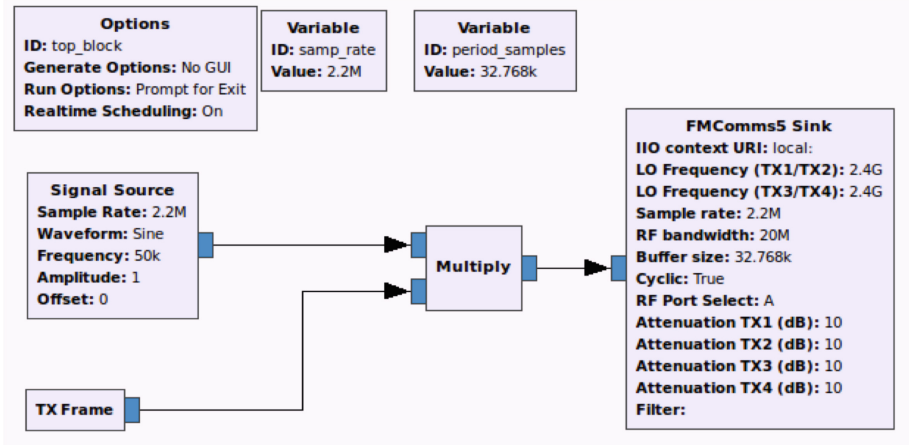 Options
ID: top_block
Generate Options: No GUI
Run Options: Prompt for Exit
Realtime Scheduling: On
Variable
ID: samp_rate
Value: 2.2M
Variable
ID: period_samples
Value: 32.768k
Signal Source
Sample Rate: 2.2M
Waveform: Sine
Frequency: 50k
Amplitude: 1
Offset: 0
TX Frame
Multiply
FMComms5 Sink
IIO context URI: local:
LO Frequency (TX1/TX2): 2.4G
LO Frequency (TX3/TX4): 2.4G
Sample rate: 2.2M
RF bandwidth: 20M
Buffer size: 32.768k
Cyclic: True
RF Port Select: A
Attenuation TX1 (dB): 10
Attenuation TX2 (dB): 10
Attenuation TX3 (dB): 10
Attenuation TX4 (dB): 10
Filter: